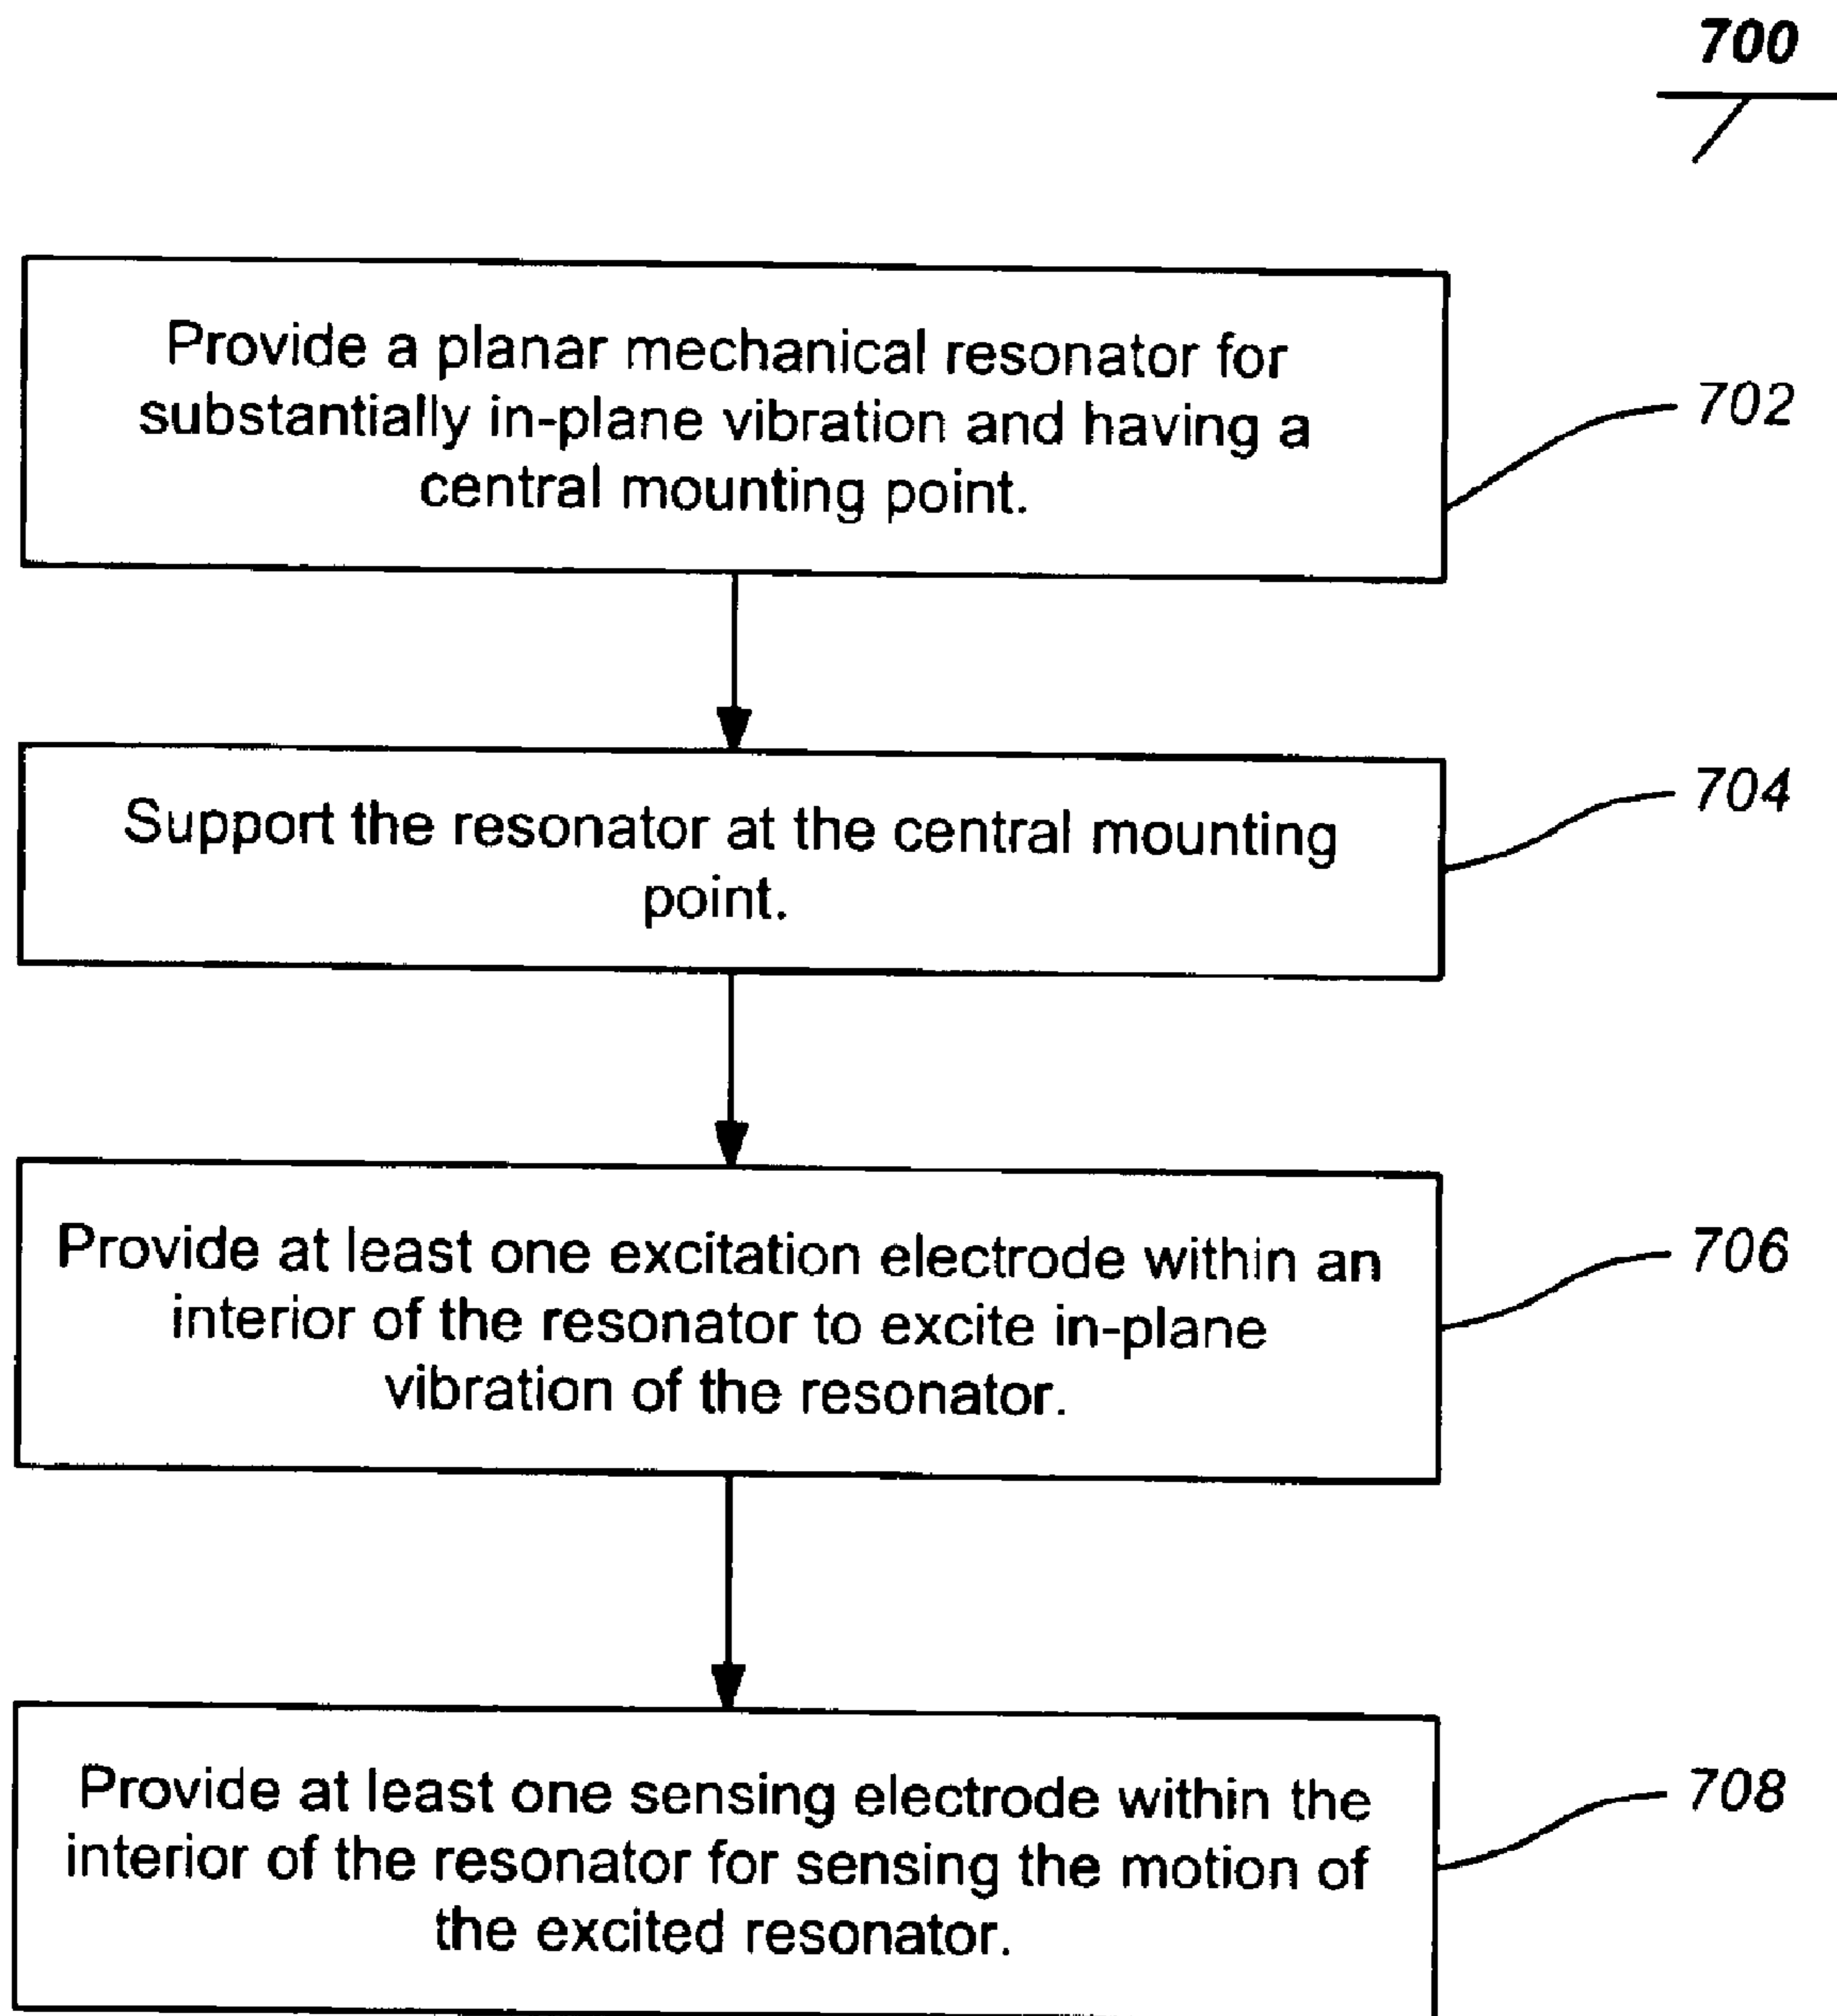 700
Provide a planar mechanical resonator for
substantially in-plane vibration and having a
central mounting point.
702
Support the resonator at the central mounting
point.
704
Provide at least one excitation electrode within an
interior of the resonator to excite in-plane
vibration of the resonator.
706
Provide at least one sensing electrode within the
interior of the resonator for sensing the motion of
the excited resonator.
708